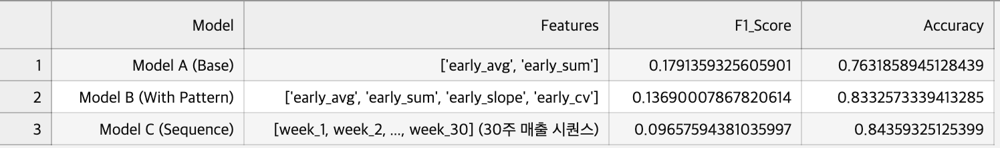 Model Features F1_Score Accuracy
1 Model A (Base) ['early_avg', 'early_sum'] 0.1791359325605901 0.7631858945128439
2 Model B (With Pattern) ['early_avg', 'early_sum', 'early_slope', 'early_cv'] 0.13690007867820614 0.8332573339413285
3 Model C (Sequence) [week_1, week_2, ..., week_30] (30주 매출 시퀀스) 0.09657594381035997 0.84359325125399